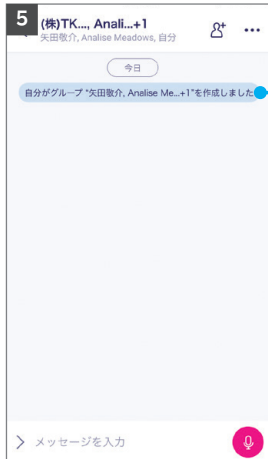 5
(株)TK..., Anali...+1
矢田敬介, Analise Meadows, 自分
今日
自分がグループ "矢田敬介, Analise Me...+1"を作成しました
メッセージを入力